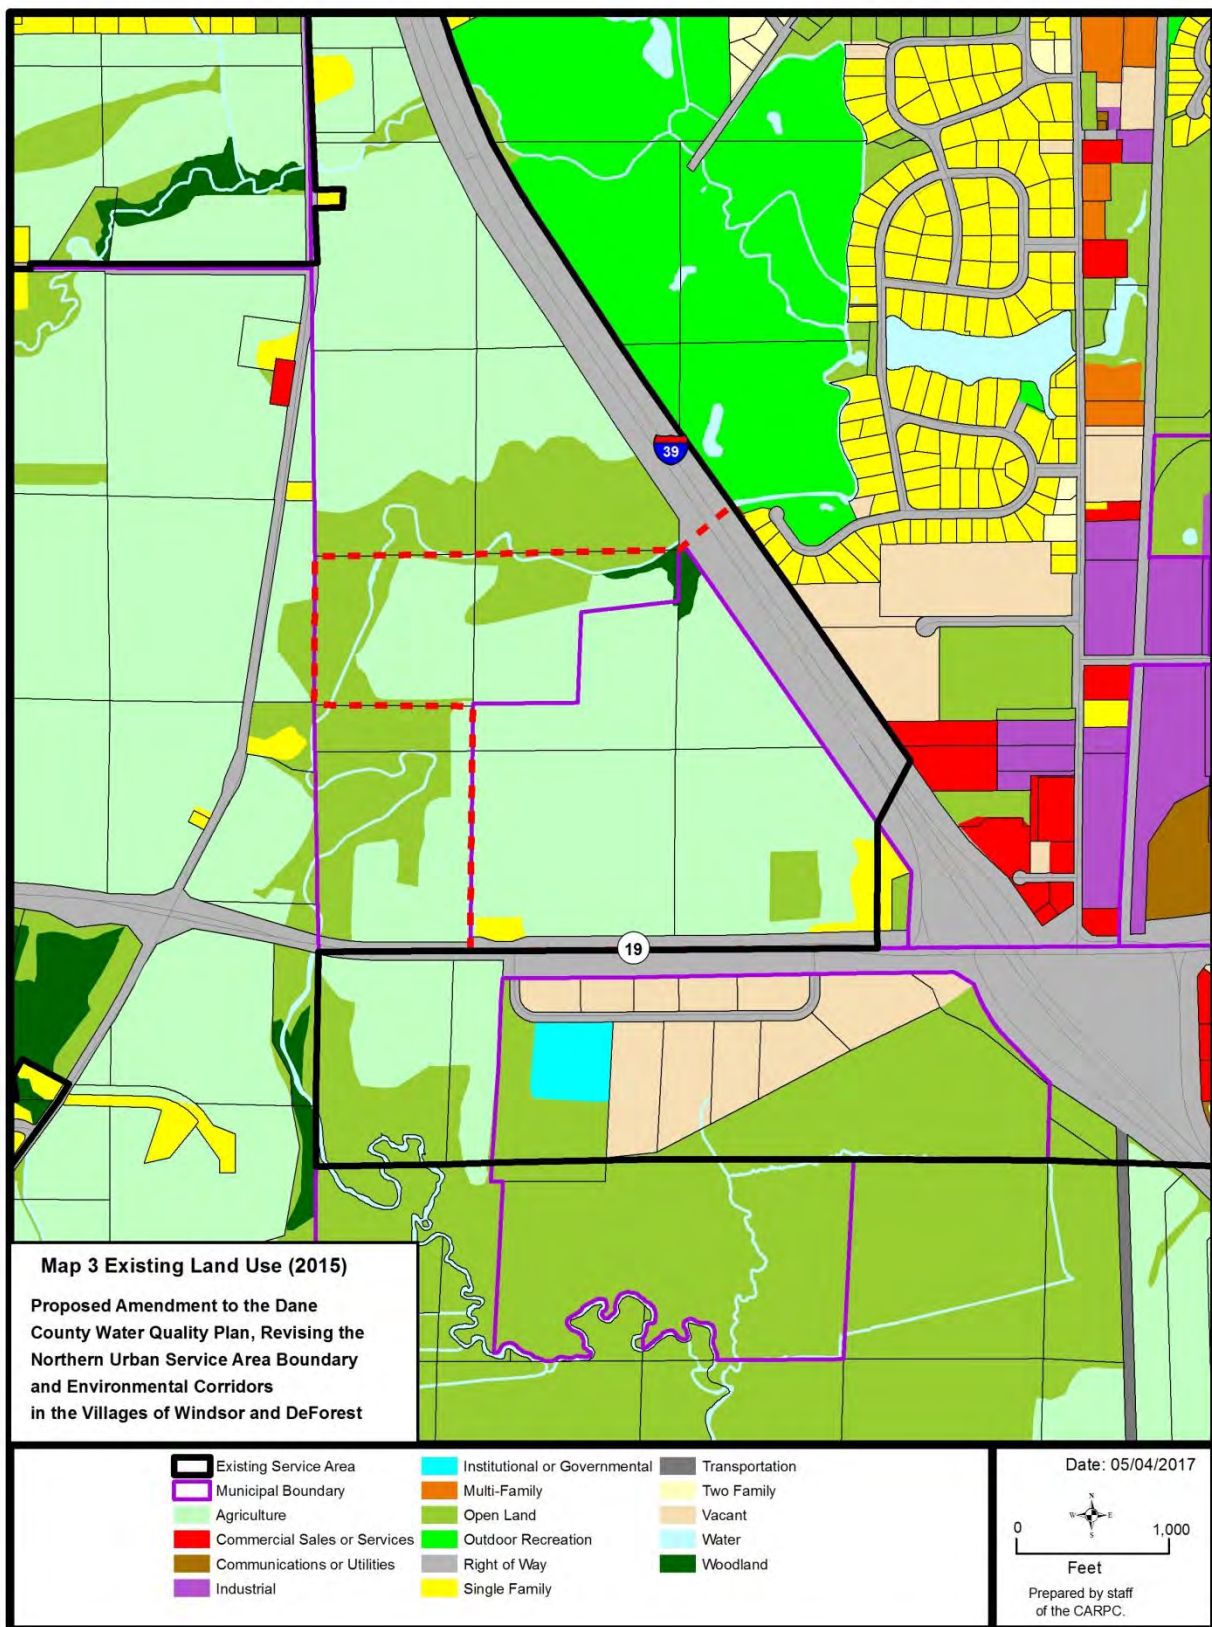 39
19
Map 3 Existing Land Use (2015)
Proposed Amendment to the Dane
County Water Quality Plan, Revising the
Northern Urban Service Area Boundary
and Environmental Corridors
in the Villages of Windsor and DeForest
Existing Service Area
Municipal Boundary
Agriculture
Commercial Sales or Services
Communications or Utilities
Industrial
Institutional or Governmental
Multi-Family
Open Land
Outdoor Recreation
Right of Way
Single Family
Transportation
Two Family
Vacant
Water
Woodland
Date: 05/04/2017
N
W E
S
0 1,000
Feet
Prepared by staff
of the CARPC.